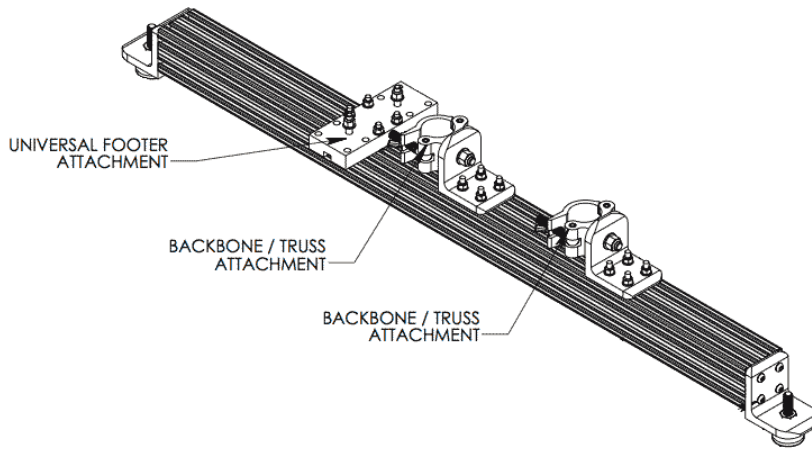 UNIVERSAL FOOTER
ATTACHMENT
BACKBONE / TRUSS
ATTACHMENT
BACKBONE / TRUSS
ATTACHMENT